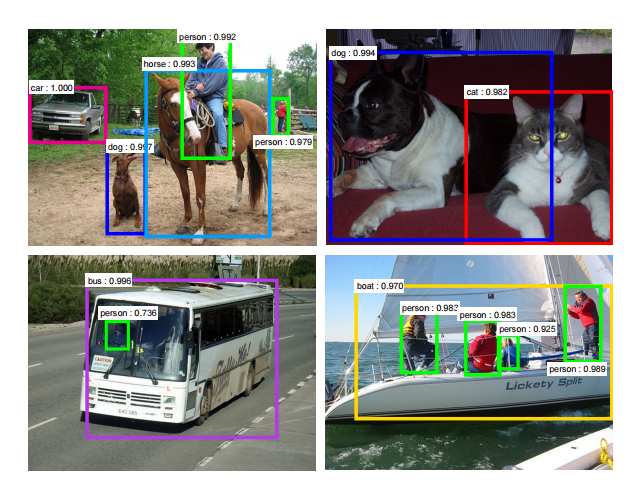 person : 0.992
horse : 0.993
car : 1.000
person : 0.979
dog : 0.997
dog : 0.994
cat : 0.982
bus : 0.996
person : 0.736
CAUTION
boat : 0.970
person : 0.983
person : 0.983
person : 0.925
person : 0.989
Lickety Split